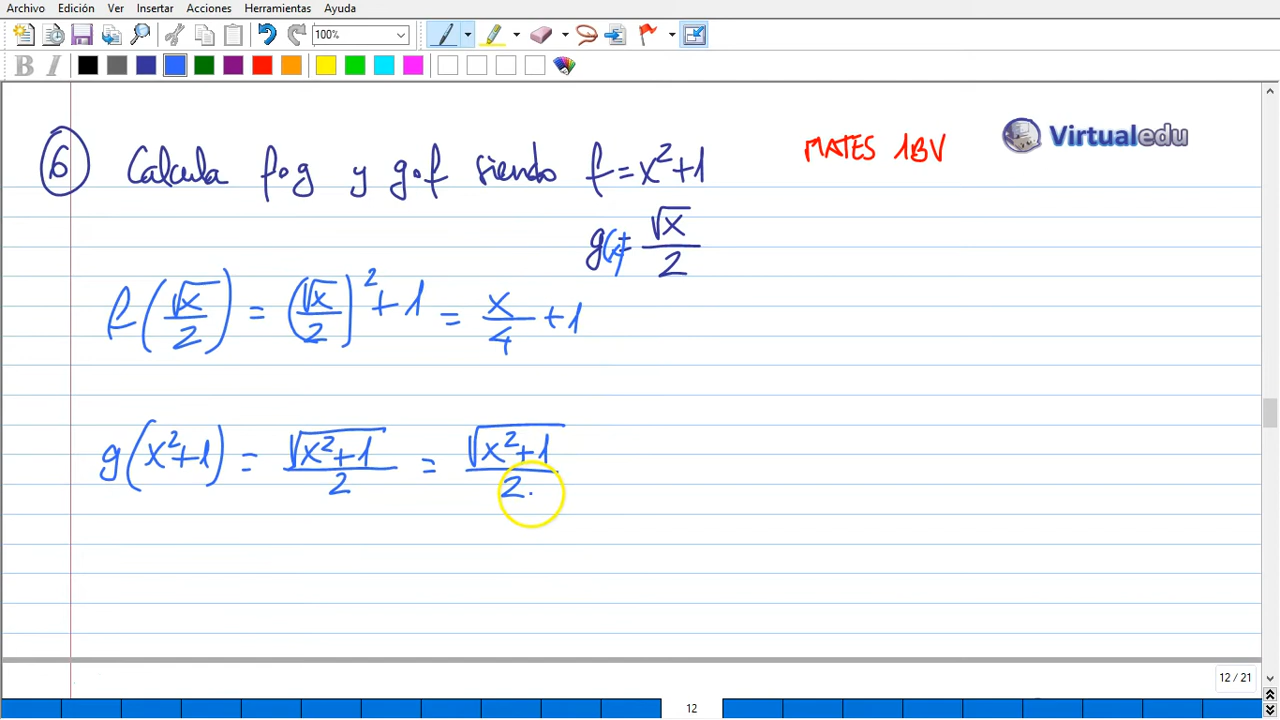 Archivo Edición Ver Insertar Acciones Herramientas Ayuda
100%
B I
6 Calcula f∘g y g∘f siendo f = x²+1
MATES 1BV
Virtualedu
g(x) = √x/2
f(√x/2) = (√x/2)² + 1 = x/4 + 1
g(x²+1) = √(x²+1)/2 = √(x²+1)/2
12 / 21
12